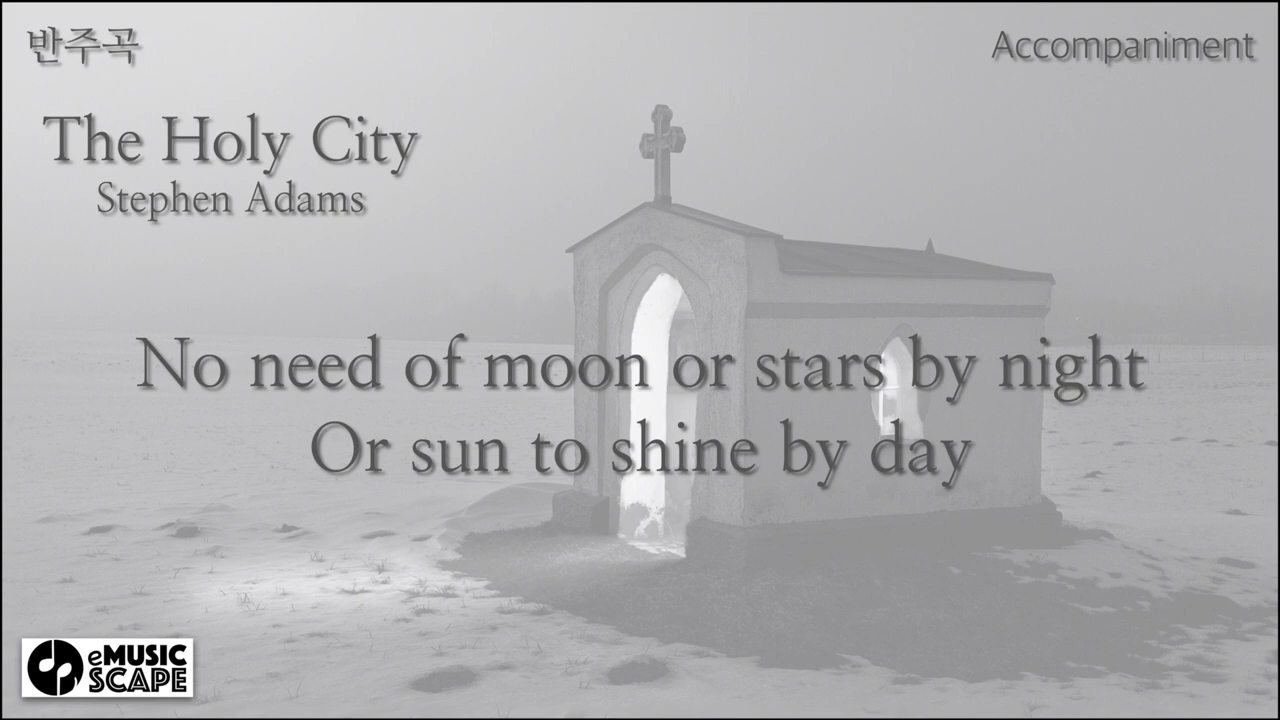 반주곡
Accompaniment
The Holy City
Stephen Adams
No need of moon or stars by night
Or sun to shine by day
eMUSIC
SCAPE